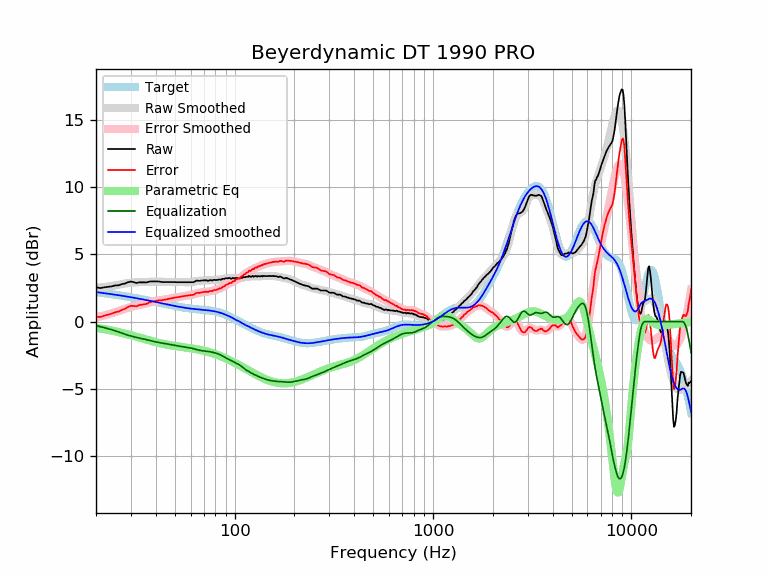 Beyerdynamic DT 1990 PRO
Target
Raw Smoothed
Error Smoothed
Raw
Error
Parametric Eq
Equalization
Equalized smoothed
15
10
5
0
−5
−10
Amplitude (dBr)
100
1000
10000
Frequency (Hz)